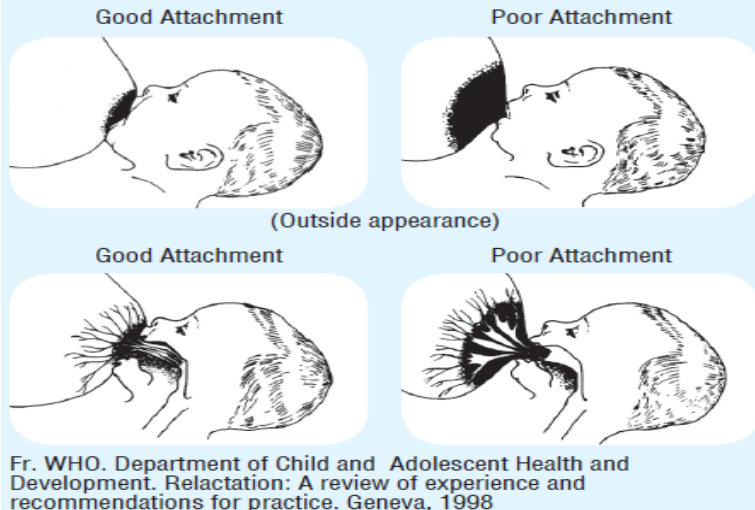 Good Attachment Poor Attachment
(Outside appearance)
Good Attachment Poor Attachment
Fr. WHO. Department of Child and Adolescent Health and
Development. Relactation: A review of experience and
recommendations for practice. Geneva, 1998